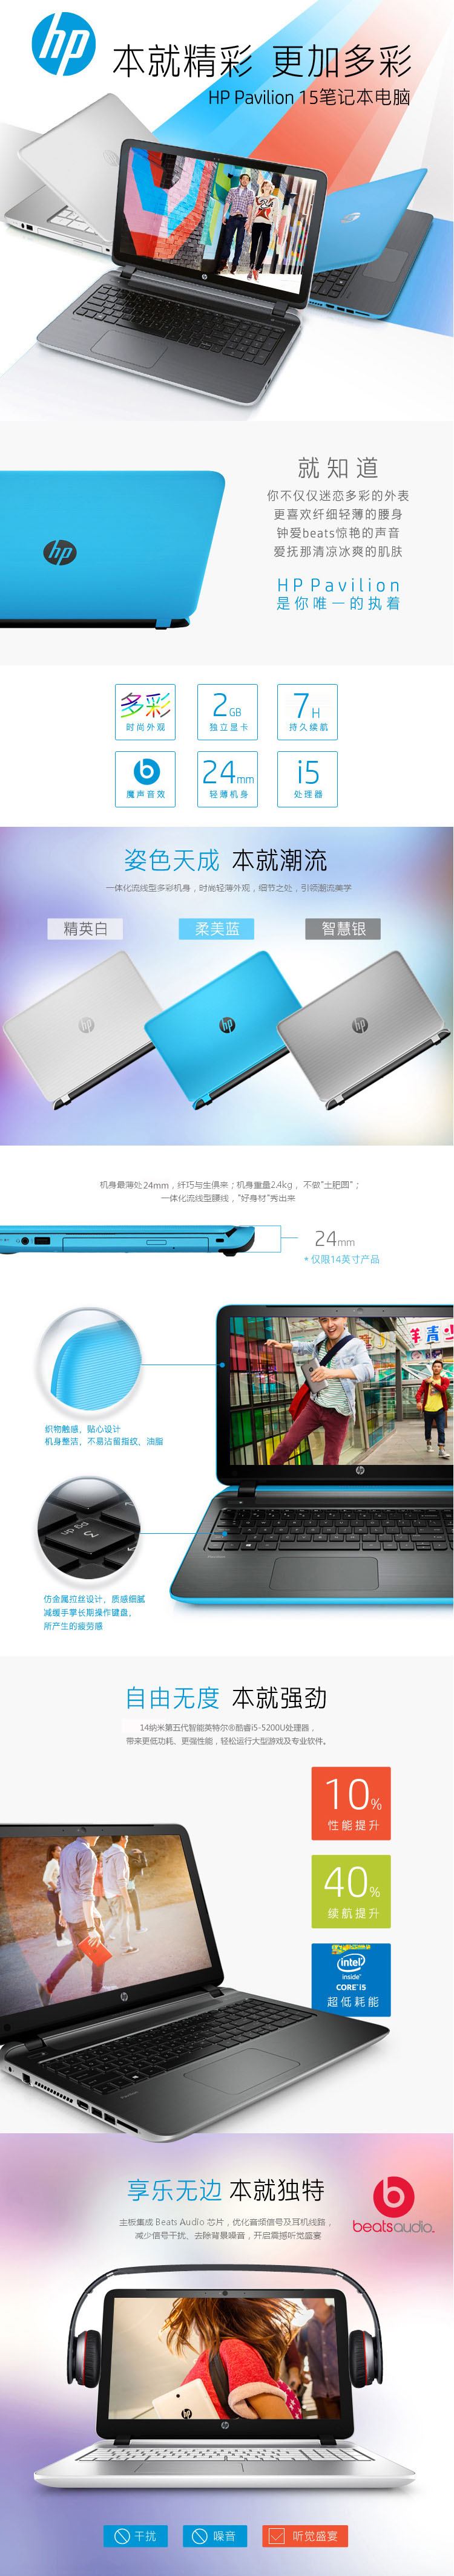 hp
本就精彩 更加多彩
HP Pavilion 15笔记本电脑
就知道
你不仅仅迷恋多彩的外表
更喜欢纤细轻薄的腰身
钟爱beats惊艳的声音
爱抚那清凉冰爽的肌肤
HP Pavilion
是你唯一的执着
hp
多彩
时尚外观
2GB
独立显卡
7H
持久续航
魔声音效
24mm
轻薄机身
i5
处理器
姿色天成 本就潮流
一体化流线型多彩机身，时尚轻薄外观，细节之处，引领潮流美学
精英白
柔美蓝
智慧银
hp
hp
hp
机身最薄处24mm，纤巧与生俱来；机身重量2.4kg，不做“土肥圆”；
一体化流线型腰线，“好身材”秀出来
24mm
*仅限14英寸产品
羊青少
织物触感，贴心设计
机身整洁，不易沾留指纹、油脂
3
pg dn
仿金属拉丝设计，质感细腻
减缓手掌长期操作键盘，
所产生的疲劳感
自由无度 本就强劲
14纳米第五代智能英特尔®酷睿i5-5200U处理器，
带来更低功耗、更强性能，轻松运行大型游戏及专业软件。
10%
性能提升
40%
续航提升
intel
inside™
CORE™ i5
超低耗能
享乐无边 本就独特
主板集成 Beats Audio 芯片，优化音频信号及耳机线路，
减少信号干扰、去除背景噪音，开启震撼听觉盛宴
beatsaudio
干扰
噪音
听觉盛宴